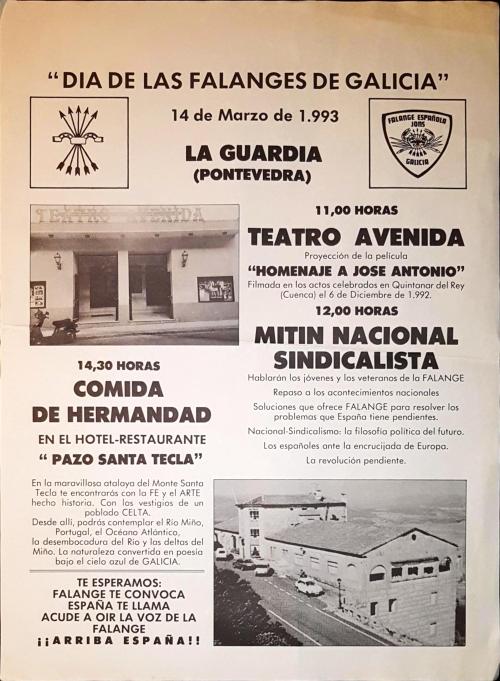 “DIA DE LAS FALANGES DE GALICIA”
14 de Marzo de 1.993
FALANGE ESPAÑOLA
JONS
GALICIA
LA GUARDIA
(PONTEVEDRA)
TEATRO AVENIDA
11,00 HORAS
TEATRO AVENIDA
Proyección de la película
“HOMENAJE A JOSE ANTONIO”
Filmada en los actos celebrados en Quintanar del Rey
(Cuenca) el 6 de Diciembre de 1.992.
12,00 HORAS
MITIN NACIONAL
SINDICALISTA
Hablarán los jóvenes y los veteranos de la FALANGE
Repaso a los acontecimientos nacionales
Soluciones que ofrece FALANGE para resolver los
problemas que España tiene pendientes.
Nacional-Sindicalismo: la filosofía política del futuro.
Los españoles ante la encrucijada de Europa.
La revolución pendiente.
14,30 HORAS
COMIDA
DE HERMANDAD
EN EL HOTEL-RESTAURANTE
“ PAZO SANTA TECLA”
En la maravillosa atalaya del Monte Santa
Tecla te encontrarás con la FE y el ARTE
hecho historia. Con los vestigios de un
poblado CELTA.
Desde allí, podrás contemplar el Río Miño,
Portugal, el Océano Atlántico,
la desembocadura del Río y las deltas del
Miño. La naturaleza convertida en poesía
bajo el cielo azul de GALICIA.
TE ESPERAMOS:
FALANGE TE CONVOCA
ESPAÑA TE LLAMA
ACUDE A OIR LA VOZ DE LA
FALANGE
¡¡ARRIBA ESPAÑA!!